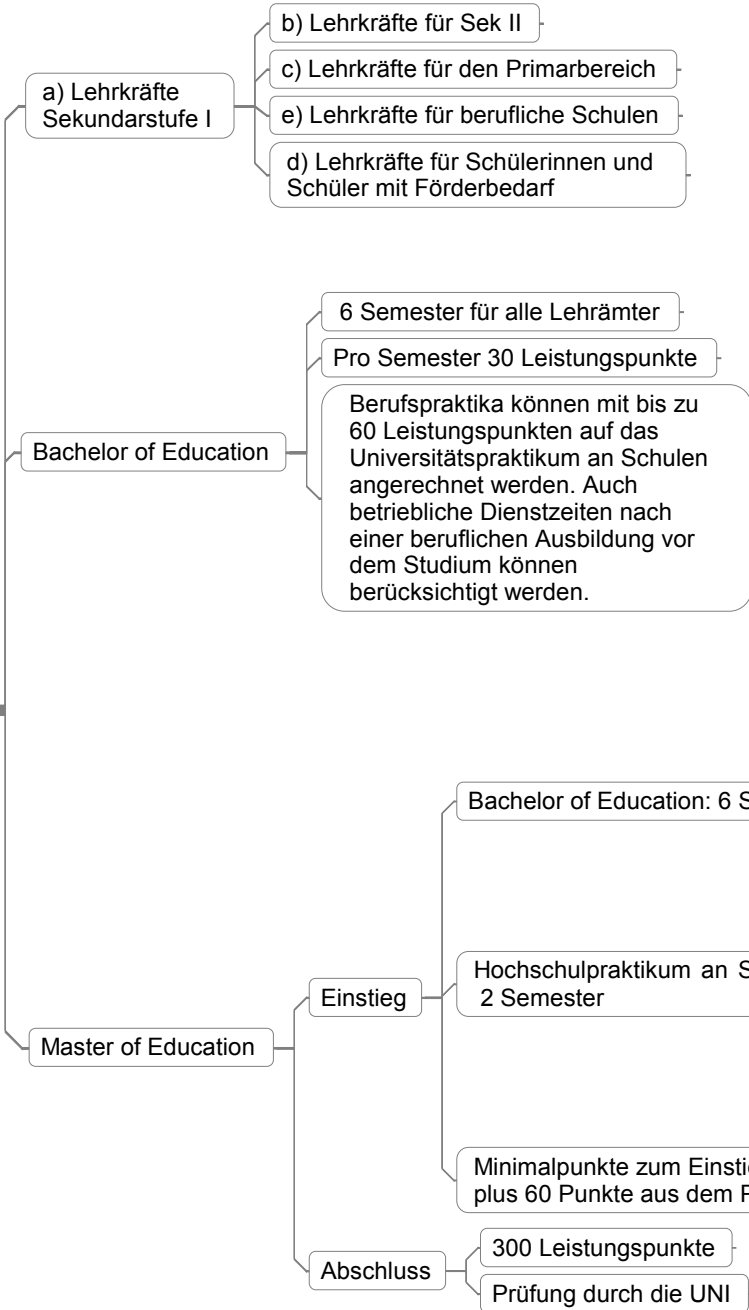 a) Lehrkräfte
Sekundarstufe I
b) Lehrkräfte für Sek II
c) Lehrkräfte für den Primarbereich
e) Lehrkräfte für berufliche Schulen
d) Lehrkräfte für Schülerinnen und
Schüler mit Förderbedarf
Bachelor of Education
6 Semester für alle Lehrämter
Pro Semester 30 Leistungspunkte
Berufspraktika können mit bis zu
60 Leistungspunkten auf das
Universitätspraktikum an Schulen
angerechnet werden. Auch
betriebliche Dienstzeiten nach
einer beruflichen Ausbildung vor
dem Studium können
berücksichtigt werden.
Master of Education
Einstieg
Bachelor of Education: 6
Hochschulpraktikum an
2 Semester
Minimalpunkte zum
plus 60 Punkte aus dem
Abschluss
300 Leistungspunkte
Prüfung durch die UNI